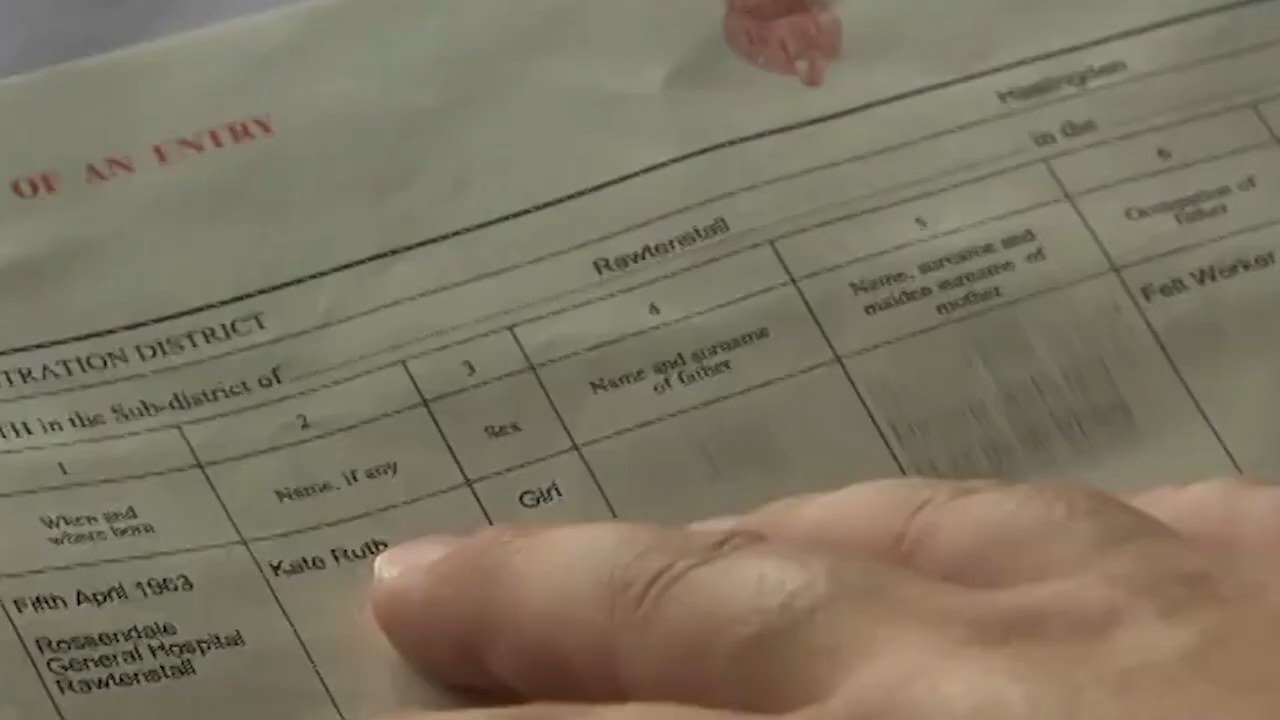 OF AN ENTRY
Haslingden
TRATION DISTRICT
TH in the Sub-district of Rawtenstall in the
1 2 3 4 5 6
When and
where born
Name, if any
Sex
Name and surname
of father
Name, surname and
maiden surname of
mother
Occupation of
father
Fifth April 1963
Rossendale
General Hospital
Rawtenstall
Kate Ruth
Girl
Felt Worker